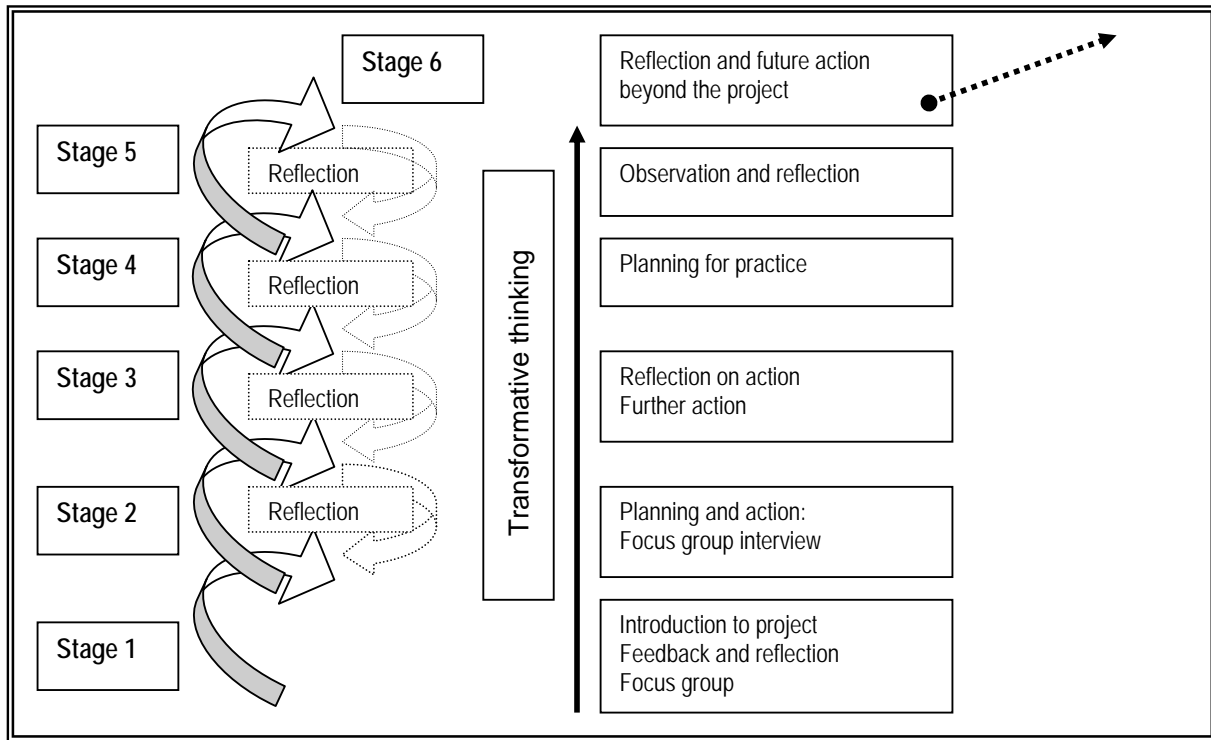 Stage 6
Reflection and future action
beyond the project
Stage 5
Reflection
Observation and reflection
Stage 4
Reflection
Planning for practice
Stage 3
Reflection
Reflection on action
Further action
Stage 2
Reflection
Planning and action:
Focus group interview
Stage 1
Transformative thinking
Introduction to project
Feedback and reflection
Focus group